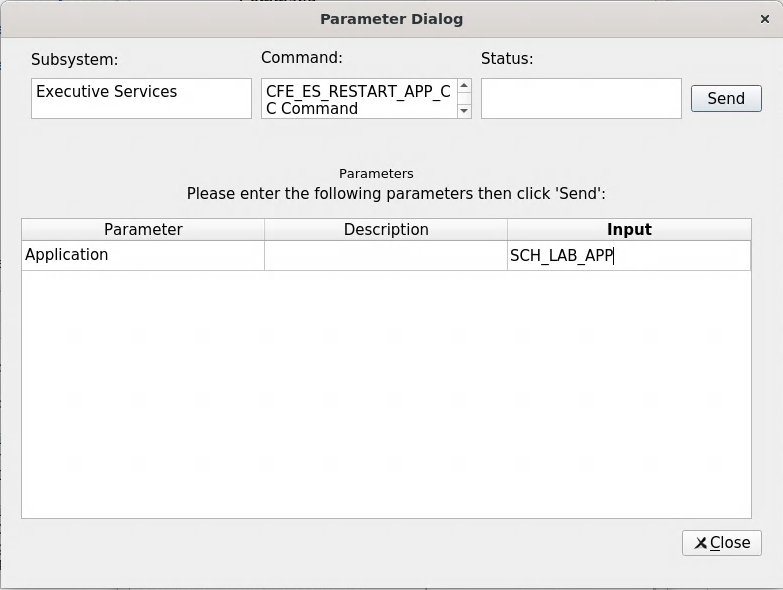 Parameter Dialog
Subsystem:
Command:
Status:
Executive Services
CFE_ES_RESTART_APP_C
C Command
Send
Parameters
Please enter the following parameters then click 'Send':
Parameter Description Input
Application SCH_LAB_APP
Close